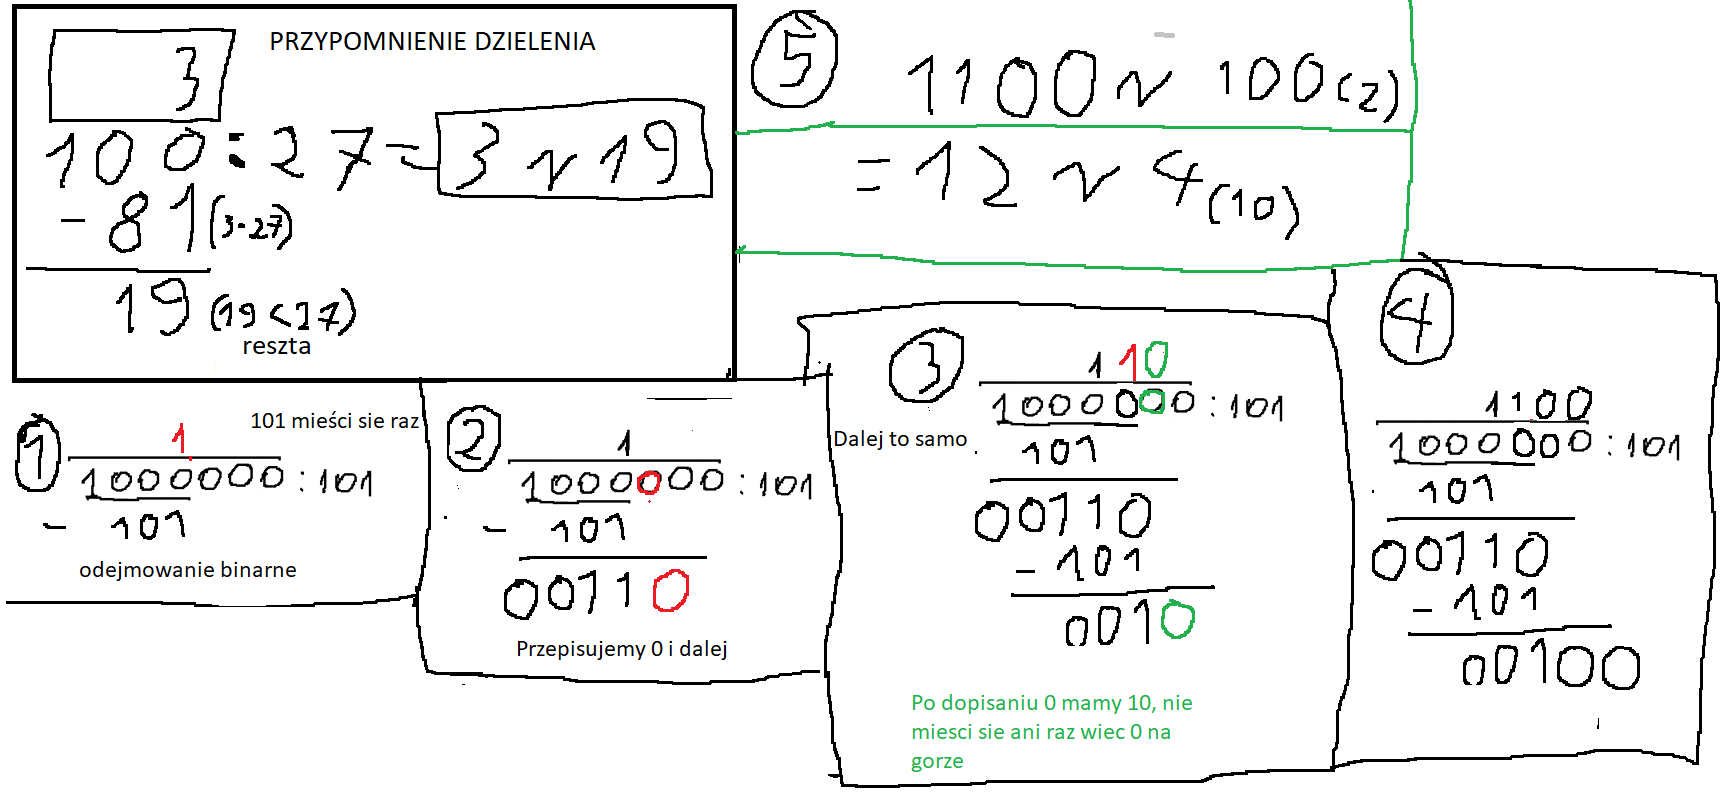 PRZYPOMNIENIE DZIELENIA
3
100:27=3 r 19
-81(3·27)
19(19<27)
reszta
1
101 mieści sie raz
1
1000000:101
- 101
odejmowanie binarne
2
1
1000000:101
- 101
00110
Przepisujemy 0 i dalej
3
Dalej to samo
110
1000000:101
101
00110
-101
0010
Po dopisaniu 0 mamy 10, nie
miesci sie ani raz wiec 0 na
gorze
4
1100
1000000:101
101
00110
-101
00100
5
1100 r 100(2)
=12 r 4(10)